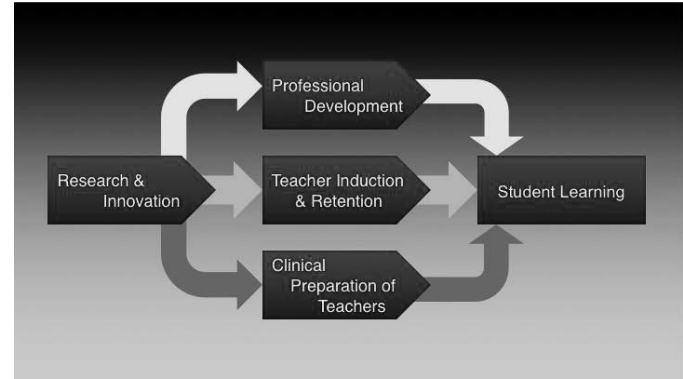 Professional
Development
Research &
Innovation
Teacher Induction
& Retention
Student Learning
Clinical
Preparation of
Teachers